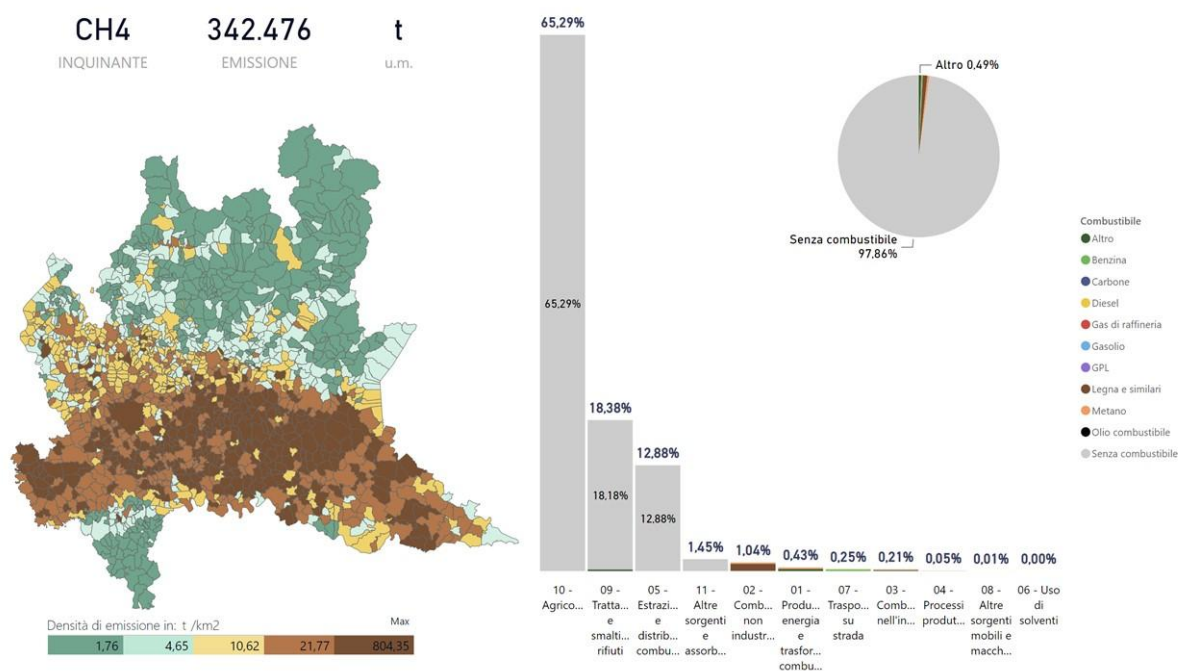 CH4
342.476
t
INQUINANTE
EMISSIONE
u.m.
Densità di emissione in: t /km2
Max
1,76
4,65
10,62
21,77
804,35
65,29%
65,29%
18,38%
18,18%
12,88%
12,88%
1,45%
1,04%
0,43%
0,25%
0,21%
0,05%
0,01%
0,00%
10 -
Agrico...
09 -
Tratta...
e
smalti...
rifiuti
05 -
Estrazi...
e
distrib...
combu...
11 -
Altre
sorgenti
e
assorb...
02 -
Comb...
non
industr...
01 -
Produ...
energia
e
trasfor...
combu...
07 -
Traspo...
su
strada
03 -
Comb...
nell'in...
04 -
Processi
produt...
08 -
Altre
sorgenti
mobili e
macch...
06 - Uso
di
solventi
Altro 0,49%
Senza combustibile
97,86%
Combustibile
Altro
Benzina
Carbone
Diesel
Gas di raffineria
Gasolio
GPL
Legna e similari
Metano
Olio combustibile
Senza combustibile